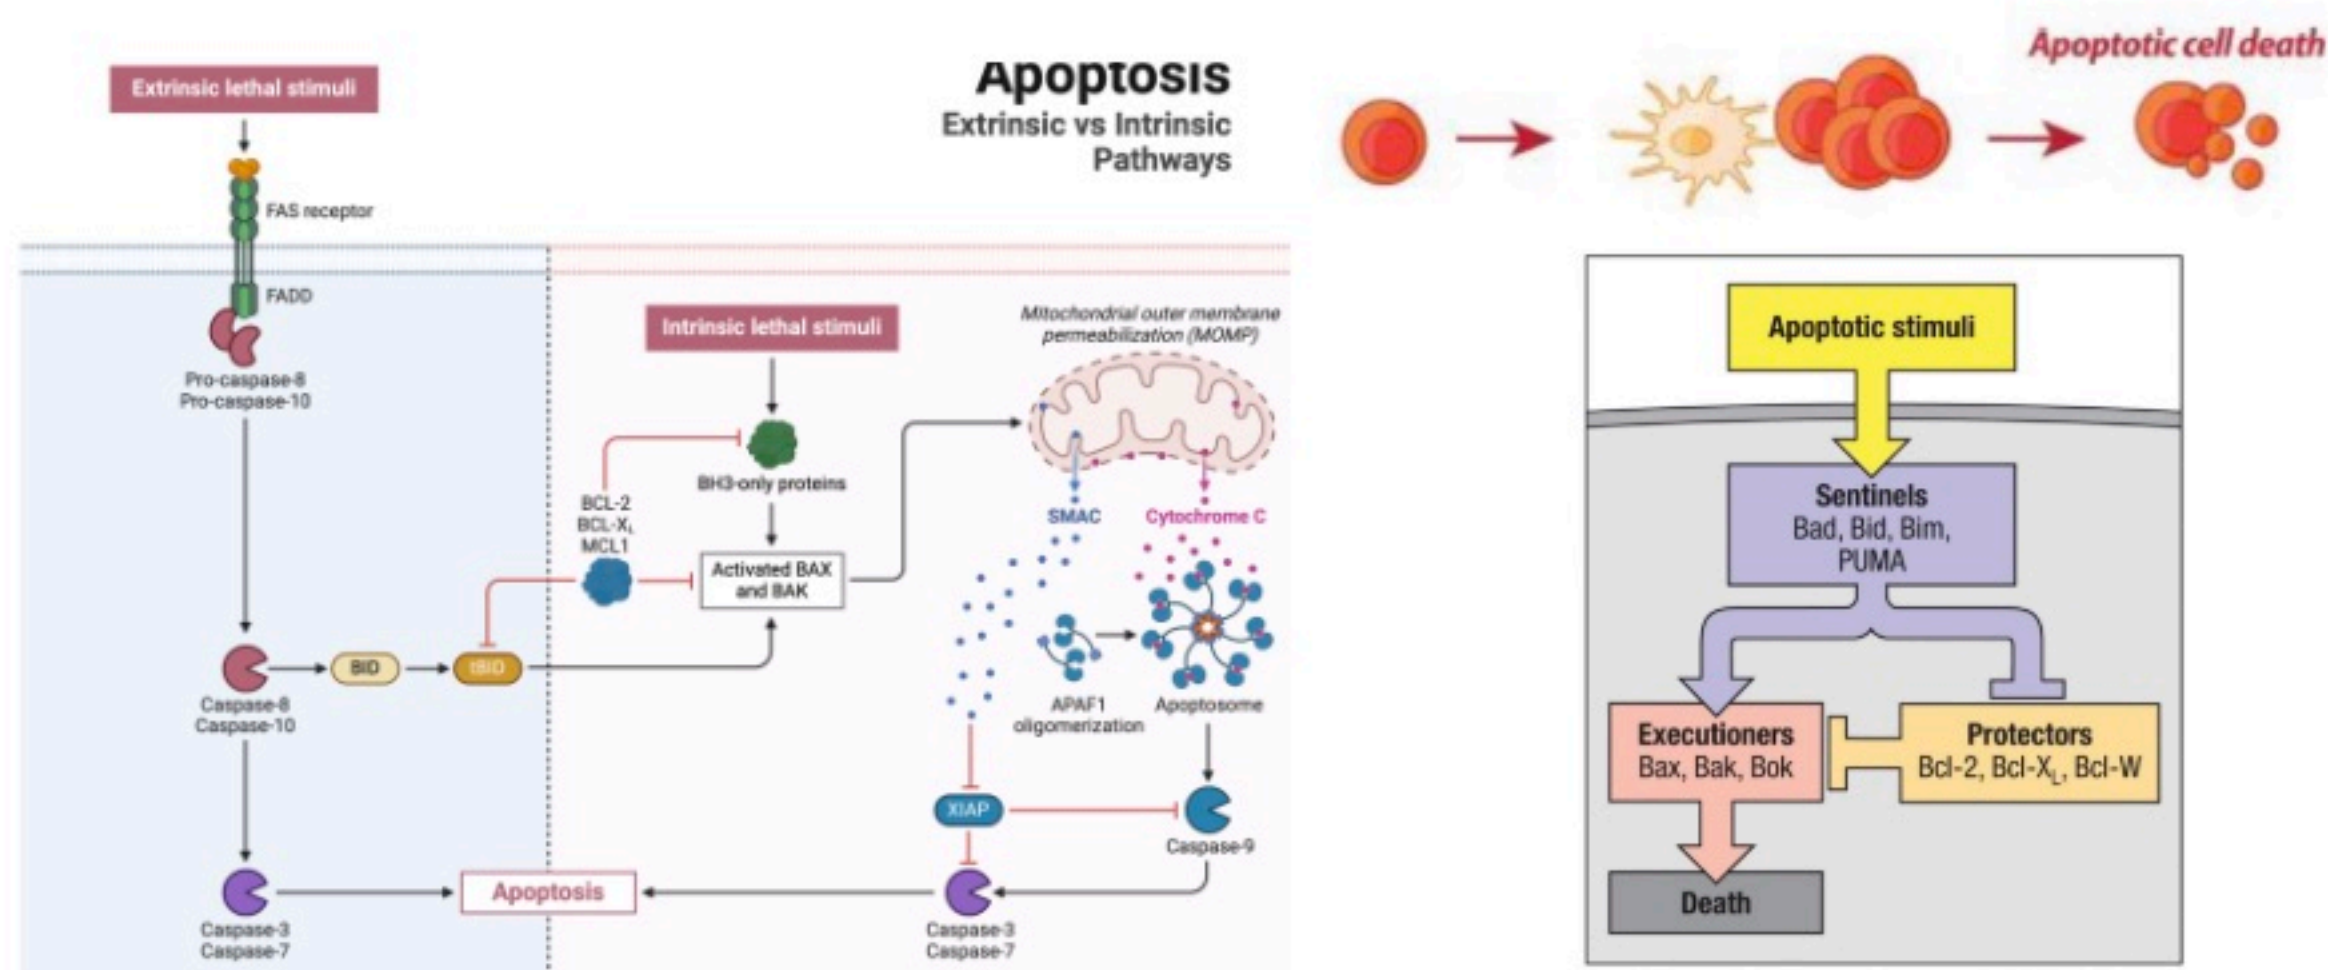 Extrinsic lethal stimuli
FAS receptor
FADD
Pro-caspase-8
Pro-caspase-10
Caspase-8
Caspase-10
BID
tBID
Caspase-3
Caspase-7
Apoptosis
Apoptosis
Extrinsic vs Intrinsic
Pathways
Intrinsic lethal stimuli
BH3-only proteins
BCL-2
BCL-XL
MCL1
Activated BAX
and BAK
Mitochondrial outer membrane
permeabilization (MOMP)
SMAC
Cytochrome C
APAF1
oligomerization
Apoptosome
XIAP
Caspase-9
Caspase-3
Caspase-7
Apoptotic cell death
Apoptotic stimuli
Sentinels
Bad, Bid, Bim,
PUMA
Executioners
Bax, Bak, Bok
Protectors
Bcl-2, Bcl-XL, Bcl-W
Death